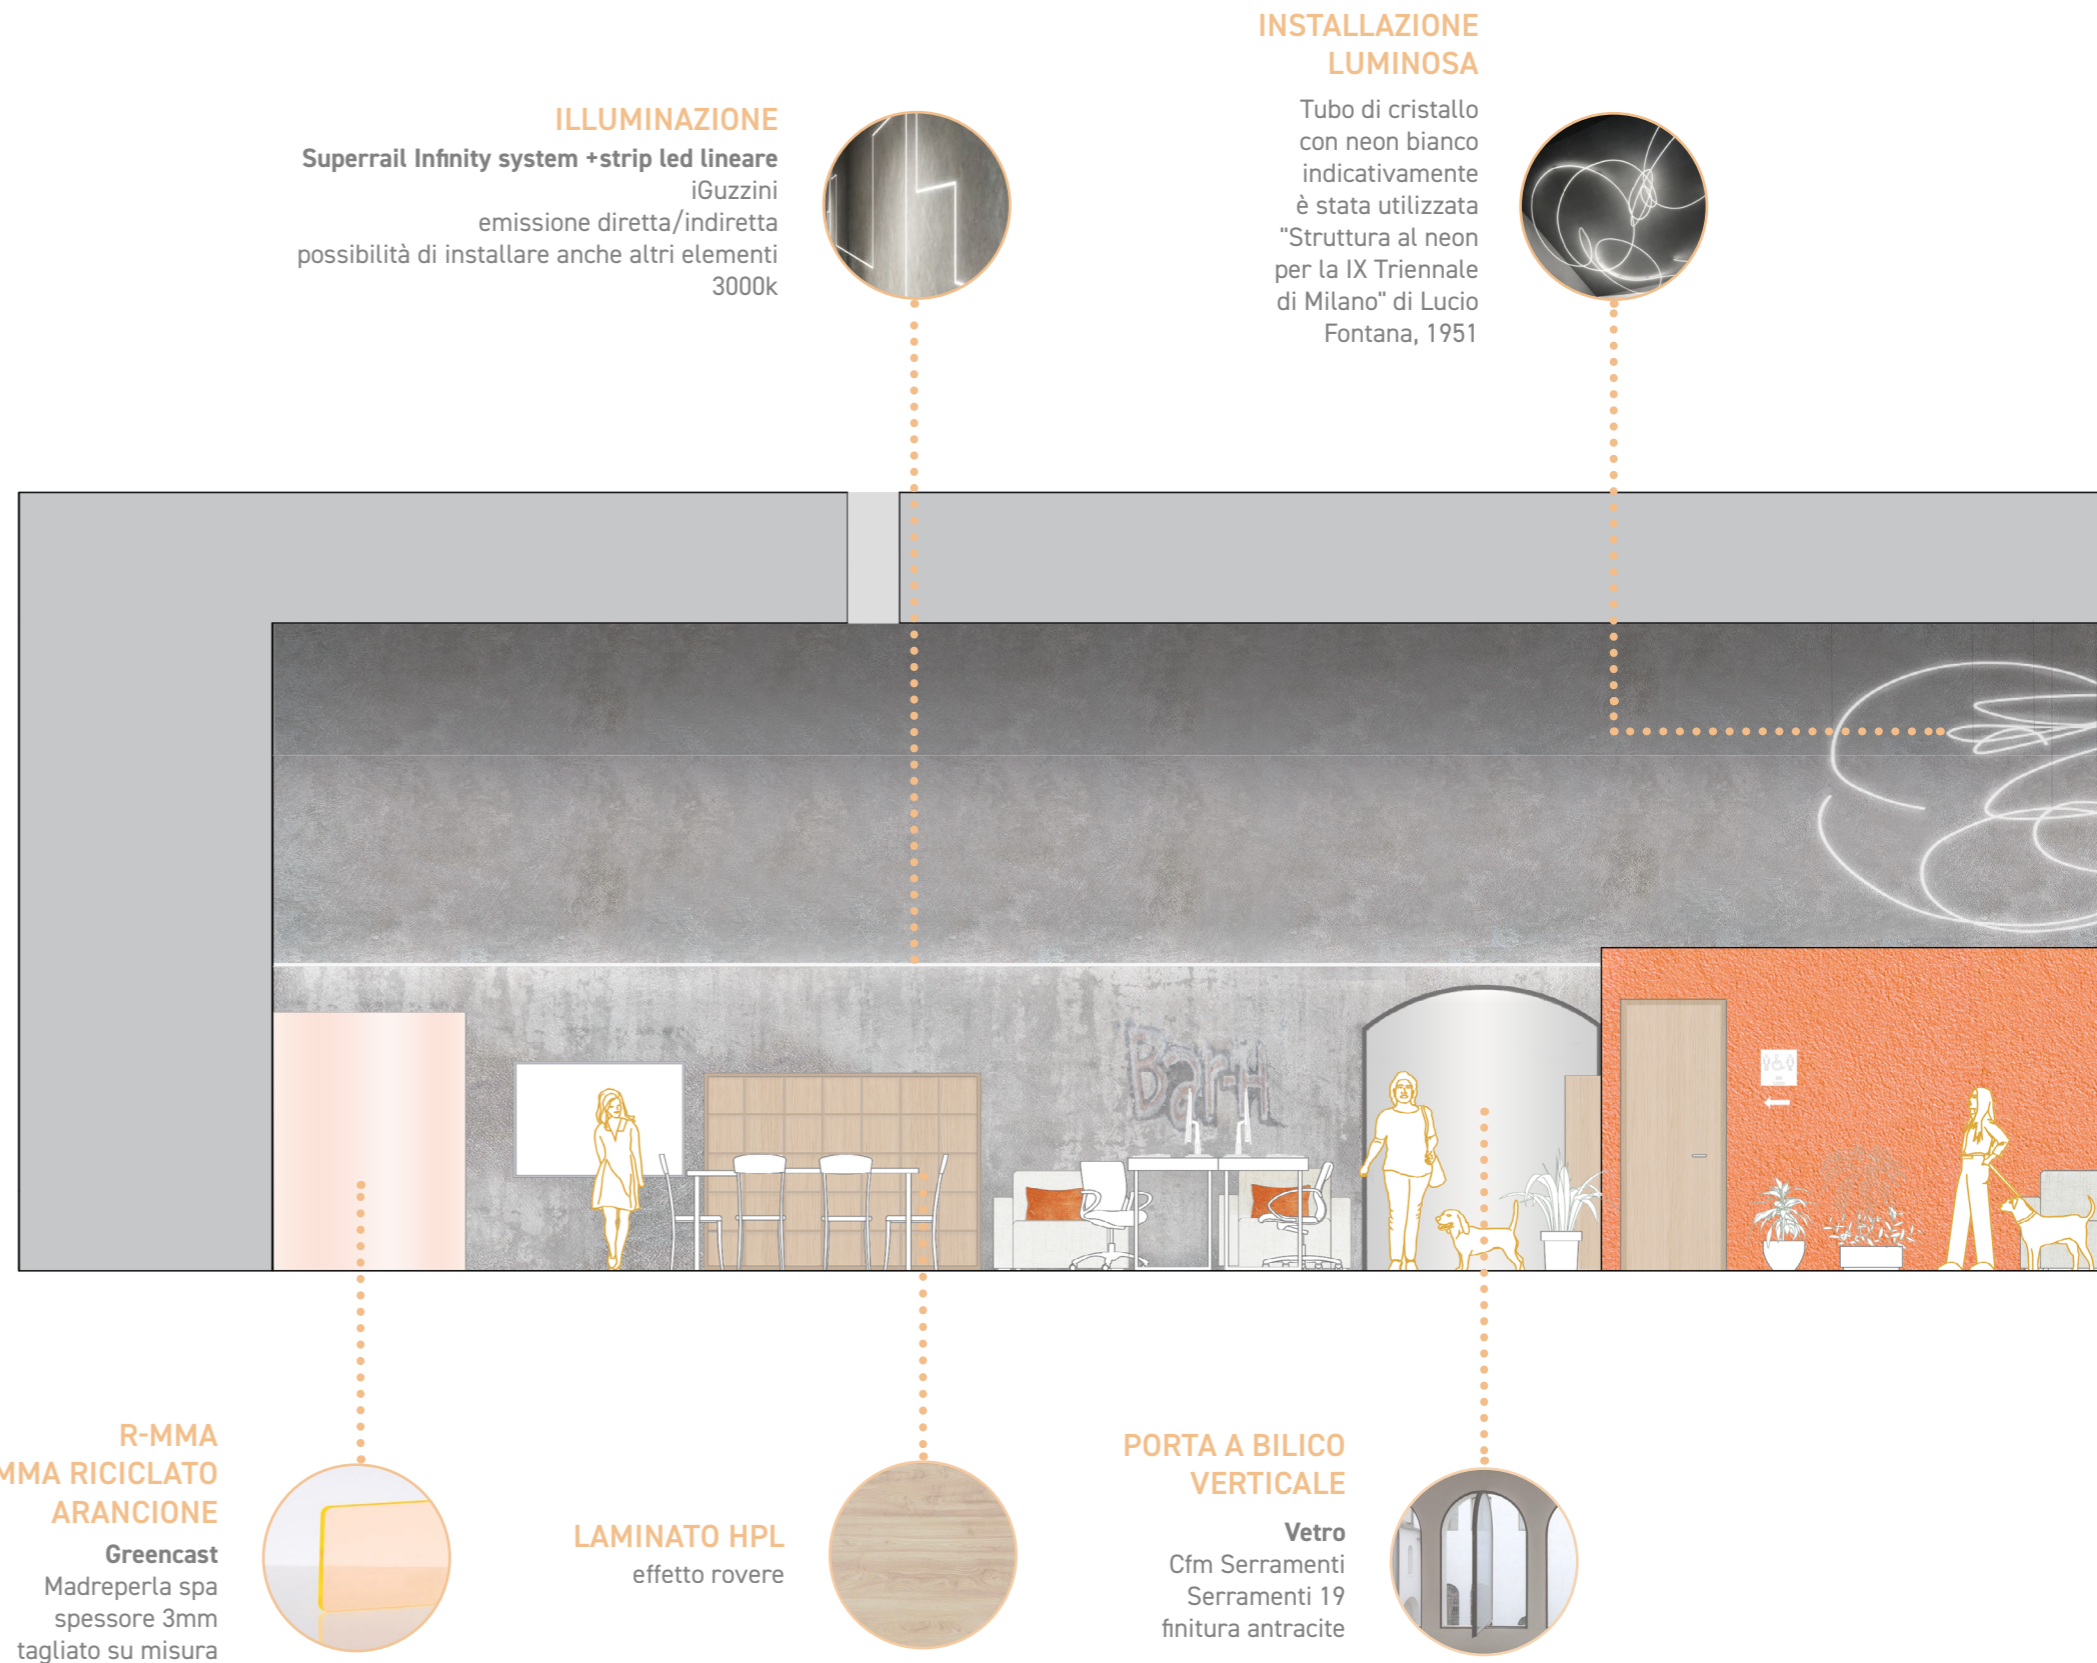 INSTALLAZIONE
LUMINOSA
Tubo di cristallo
con neon bianco
indicativamente
è stata utilizzata
"Struttura al neon
per la IX Triennale
di Milano" di Lucio
Fontana, 1951
ILLUMINAZIONE
Superrail Infinity system +strip led lineare
iGuzzini
emissione diretta/indiretta
possibilità di installare anche altri elementi
3000k
Bar-H
R-MMA
MMA RICICLATO
ARANCIONE
Greencast
Madreperla spa
spessore 3mm
tagliato su misura
LAMINATO HPL
effetto rovere
PORTA A BILICO
VERTICALE
Vetro
Cfm Serramenti
Serramenti 19
finitura antracite